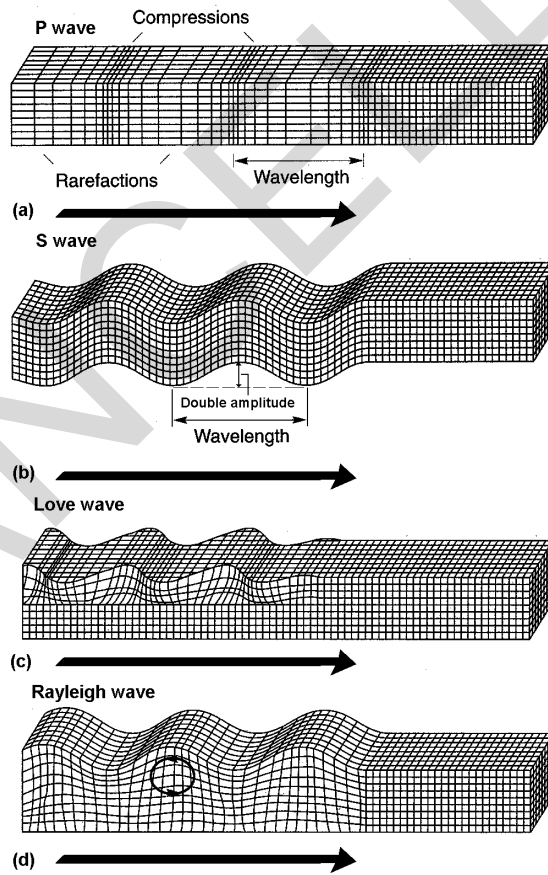 Compressions
P wave
Rarefactions
Wavelength
(a)
S wave
Double amplitude
Wavelength
(b)
Love wave
(c)
Rayleigh wave
(d)